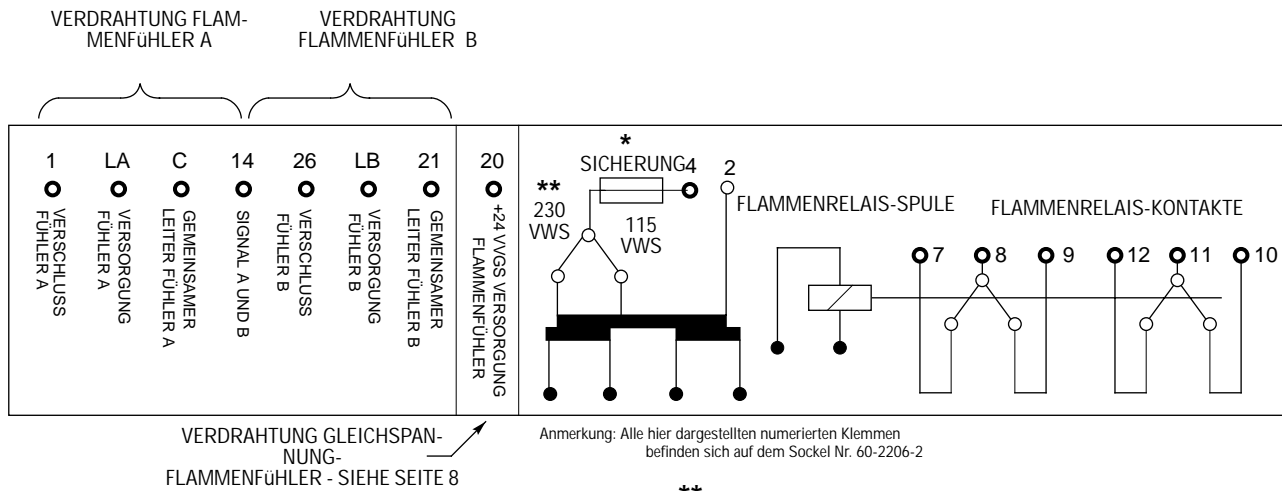 VERDRAHTUNG FLAM-
MENFüHLER A
VERDRAHTUNG
FLAMMENFüHLER B
1
LA
C
14
26
LB
21
20
VERSCHLUSS
FÜHLER A
VERSORGUNG
FÜHLER A
GEMEINSAMER
LEITER FÜHLER A
SIGNAL A UND B
VERSCHLUSS
FÜHLER B
VERSORGUNG
FÜHLER B
GEMEINSAMER
LEITER FÜHLER B
+24 VVGS VERSORGUNG
FLAMMENFÜHLER
*
SICHERUNG
4
2
**
230
VWS
115
VWS
FLAMMENRELAIS-SPULE
FLAMMENRELAIS-KONTAKTE
7
8
9
12
11
10
VERDRAHTUNG GLEICHSPAN-
NUNG-
FLAMMENFüHLER - SIEHE SEITE 8
Anmerkung: Alle hier dargestellten numerierten Klemmen
befinden sich auf dem Sockel Nr. 60-2206-2
**